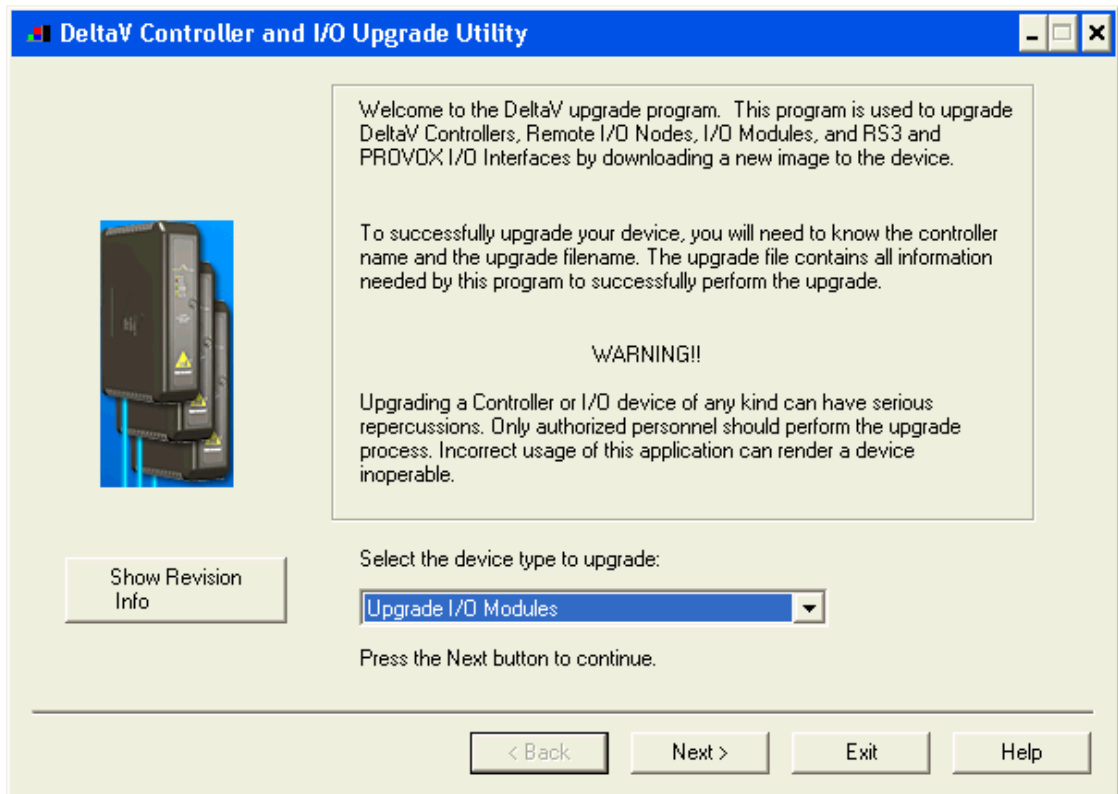 DeltaV Controller and I/O Upgrade Utility
Welcome to the DeltaV upgrade program.  This program is used to upgrade
DeltaV Controllers, Remote I/O Nodes, I/O Modules, and RS3 and
PROVOX I/O Interfaces by downloading a new image to the device.
To successfully upgrade your device, you will need to know the controller
name and the upgrade filename. The upgrade file contains all information
needed by this program to successfully perform the upgrade.
WARNING!!
Upgrading a Controller or I/O device of any kind can have serious
repercussions. Only authorized personnel should perform the upgrade
process. Incorrect usage of this application can render a device
inoperable.
Show Revision
Info
Select the device type to upgrade:
Upgrade I/O Modules
Press the Next button to continue.
< Back
Next >
Exit
Help